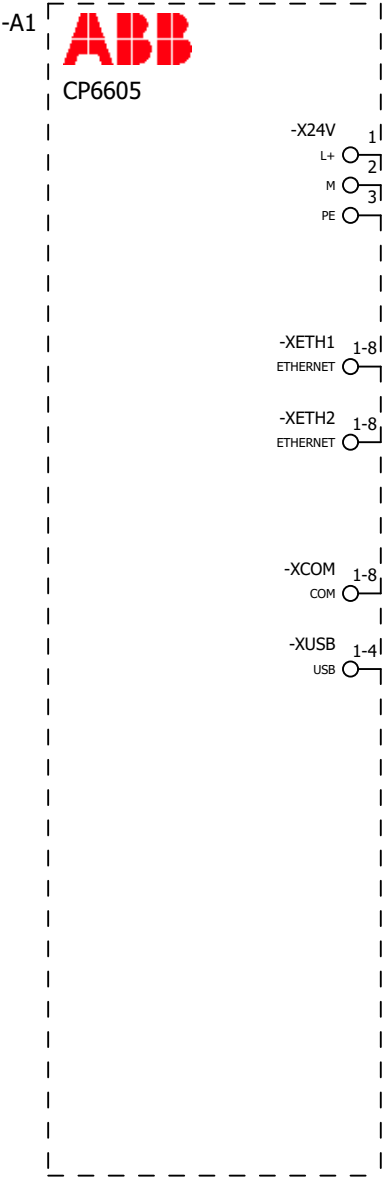 -A1
ABB
CP6605
-X24V 1
L+
2
M
3
PE
-XETH1 1-8
ETHERNET
-XETH2 1-8
ETHERNET
-XCOM 1-8
COM
-XUSB 1-4
USB